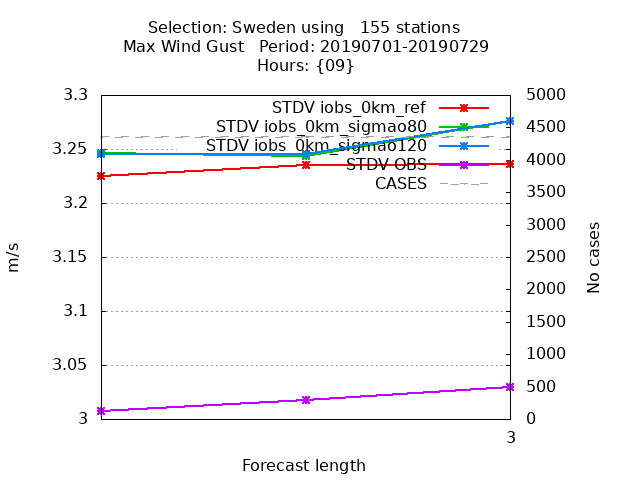 Selection: Sweden using   155 stations
Max Wind Gust   Period: 20190701-20190729
Hours: {09}
3.3
3.25
3.2
3.15
3.1
3.05
3
m/s
STDV iobs_0km_ref
STDV iobs_0km_sigmao80
STDV iobs_0km_sigmao120
STDV OBS
CASES
5000
4500
4000
3500
3000
2500
2000
1500
1000
500
0
No cases
3
Forecast length